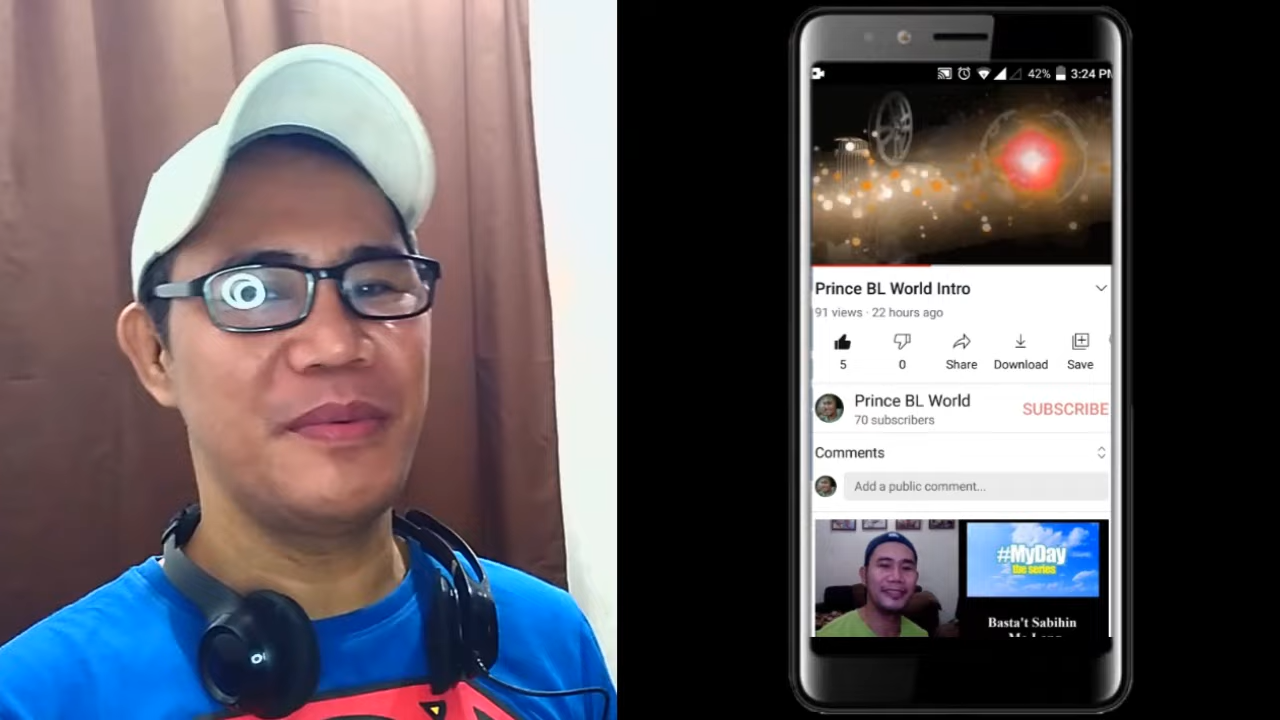 42% 3:24 PM
Prince BL World Intro
91 views · 22 hours ago
5
0
Share
Download
Save
Prince BL World
70 subscribers
SUBSCRIBE
Comments
Add a public comment...
#MyDay
the series
Basta't Sabihin